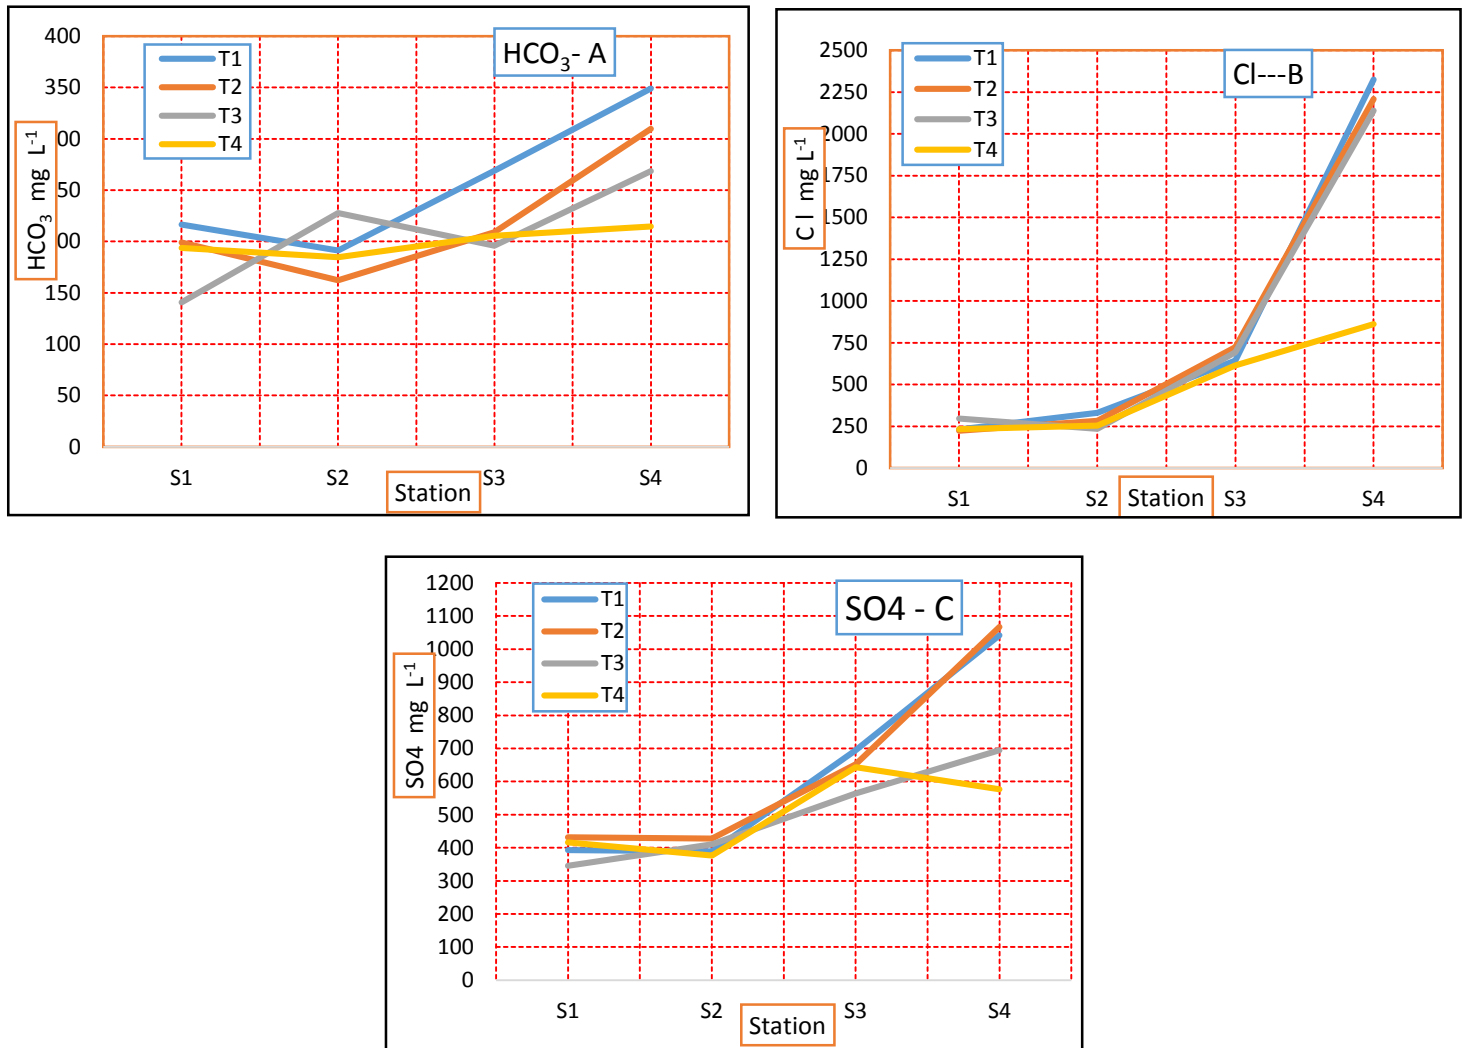 HCO₃- A
T1
T2
T3
T4
400
350
00
50
00
150
100
50
0
HCO₃ mg L⁻¹
S1
S2
S3
S4
Station
Cl---B
T1
T2
T3
T4
2500
2250
2000
1750
1500
1250
1000
750
500
250
0
C l mg L⁻¹
S1
S2
S3
S4
Station
SO4 - C
T1
T2
T3
T4
1200
1100
1000
900
800
700
600
500
400
300
200
100
0
SO4 mg L⁻¹
S1
S2
S3
S4
Station